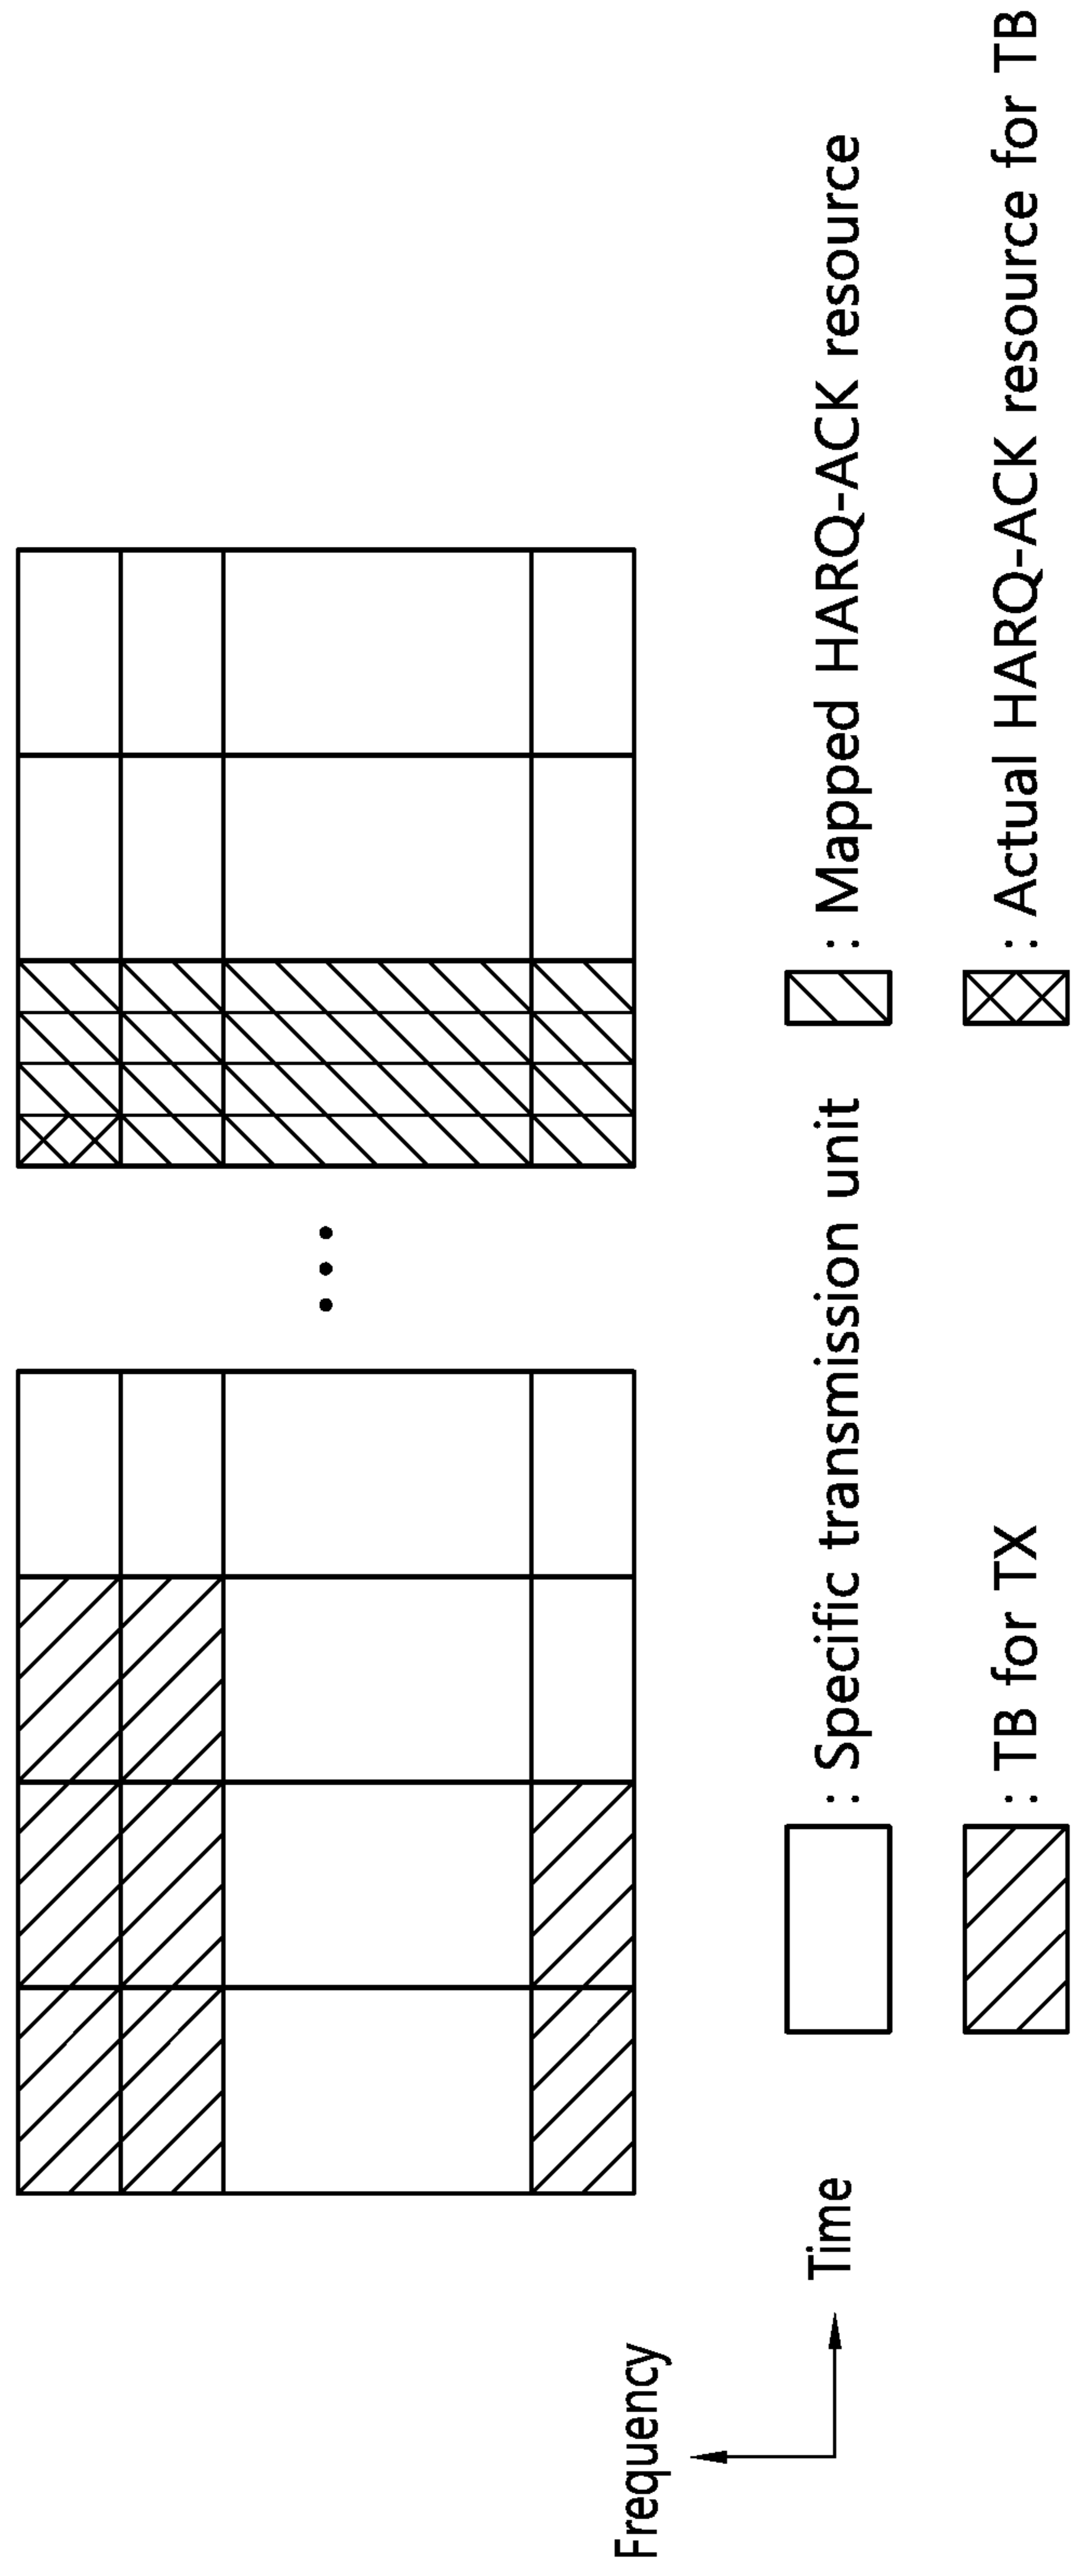 Frequency
Time
: Specific transmission unit
: Mapped HARQ-ACK resource
: TB for TX
: Actual HARQ-ACK resource for TB